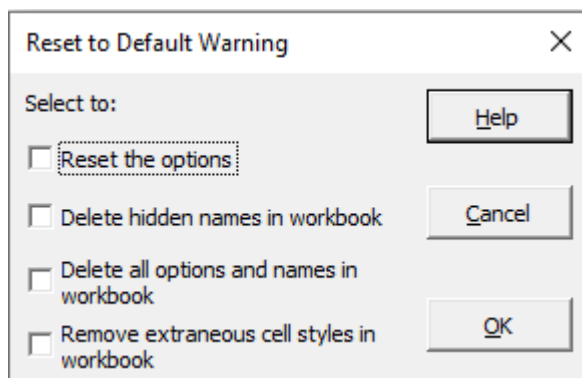 Reset to Default Warning
Select to:
Help
Reset the options
Delete hidden names in workbook
Cancel
Delete all options and names in
workbook
Remove extraneous cell styles in
workbook
OK